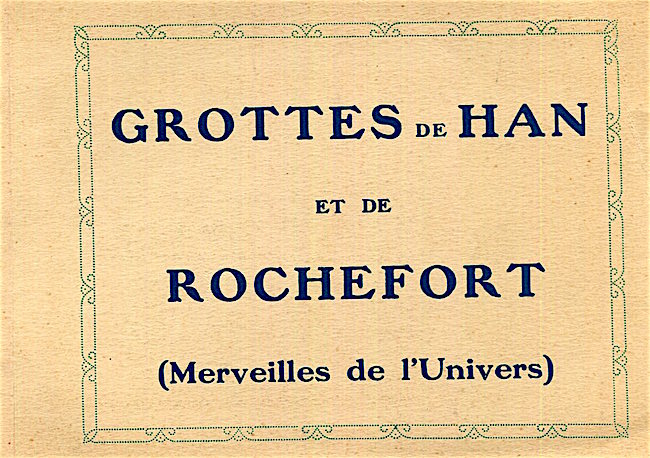 GROTTES DE HAN
ET DE
ROCHEFORT
(Merveilles de l'Univers)